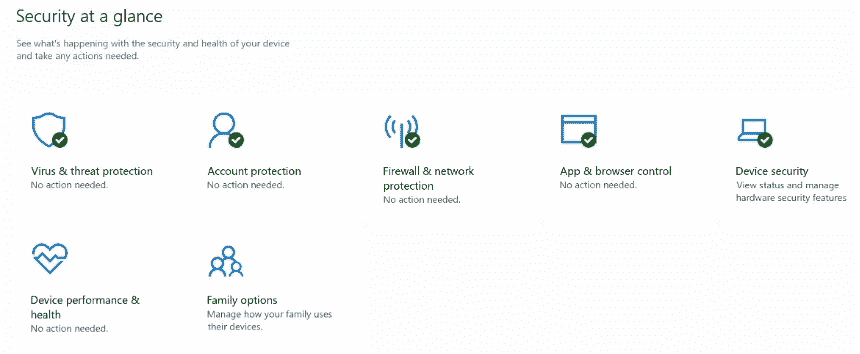 Security at a glance
See what's happening with the security and health of your device
and take any actions needed.
Virus & threat protection
No action needed.
Account protection
No action needed.
Firewall & network
protection
No action needed.
App & browser control
No action needed.
Device security
View status and manage
hardware security features
Device performance &
health
No action needed.
Family options
Manage how your family uses
their devices.